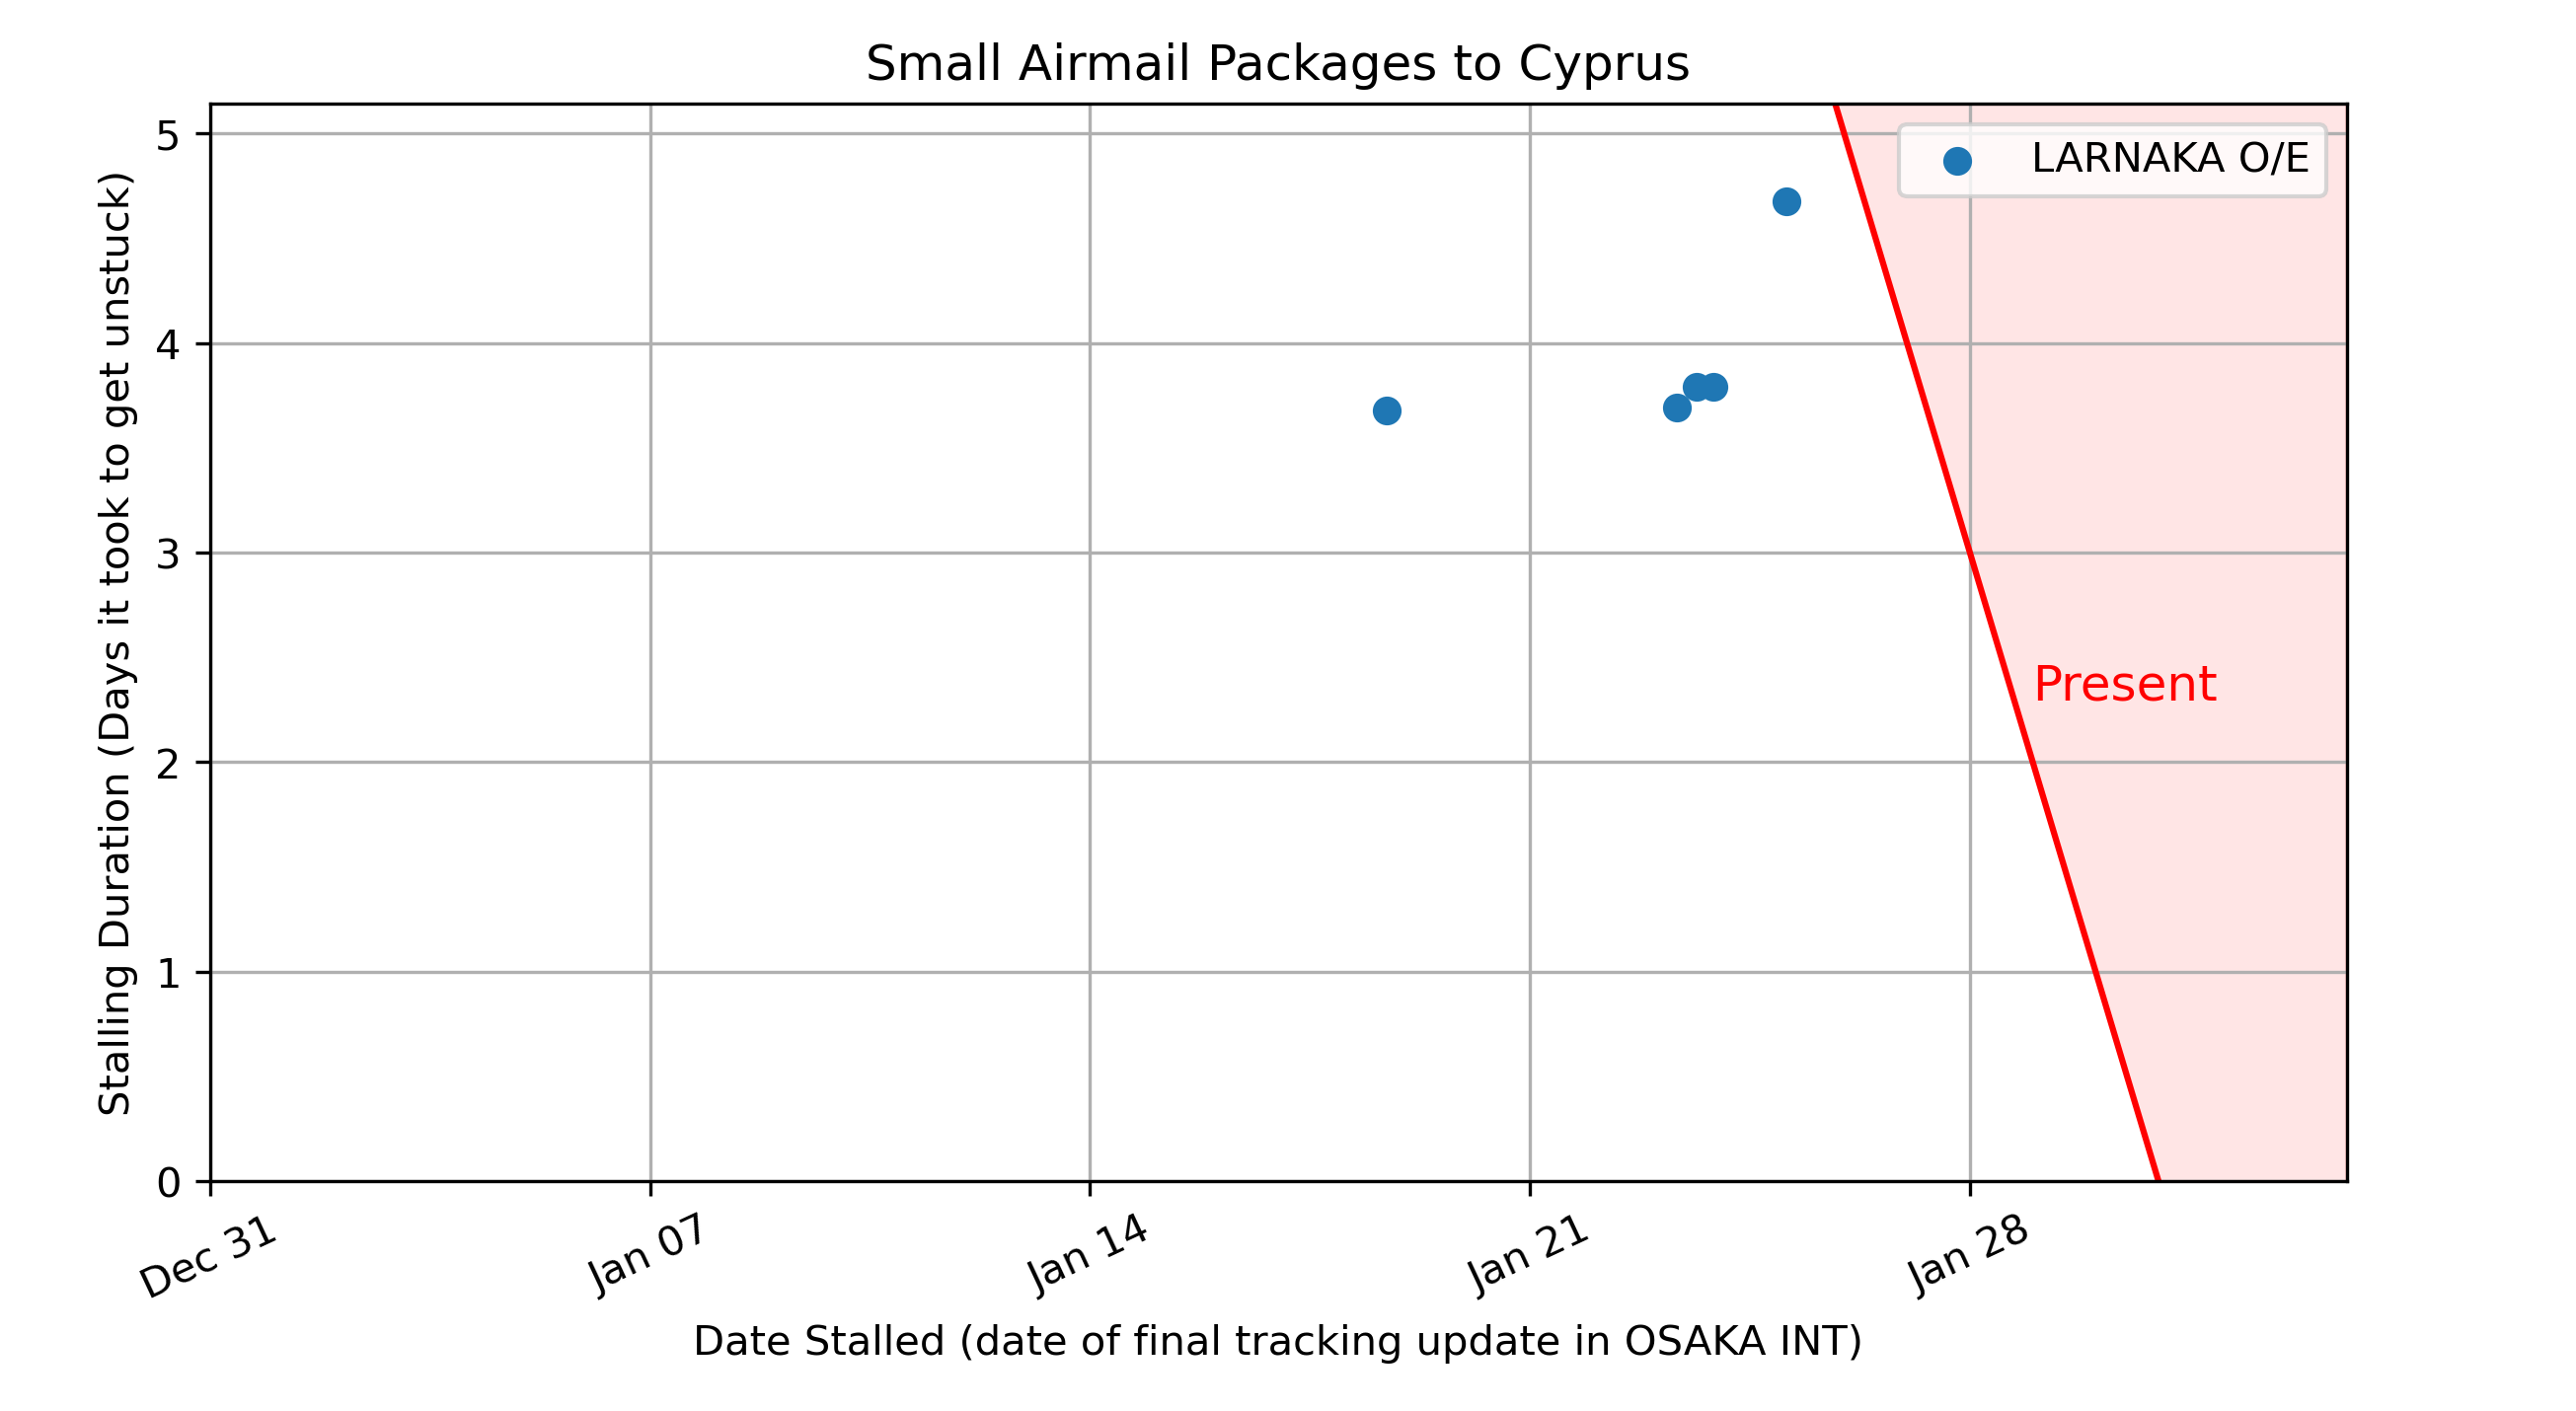 Small Airmail Packages to Cyprus
LARNAKA O/E
Present
Stalling Duration (Days it took to get unstuck)
5
4
3
2
1
0
Dec 31
Jan 07
Jan 14
Jan 21
Jan 28
Date Stalled (date of final tracking update in OSAKA INT)